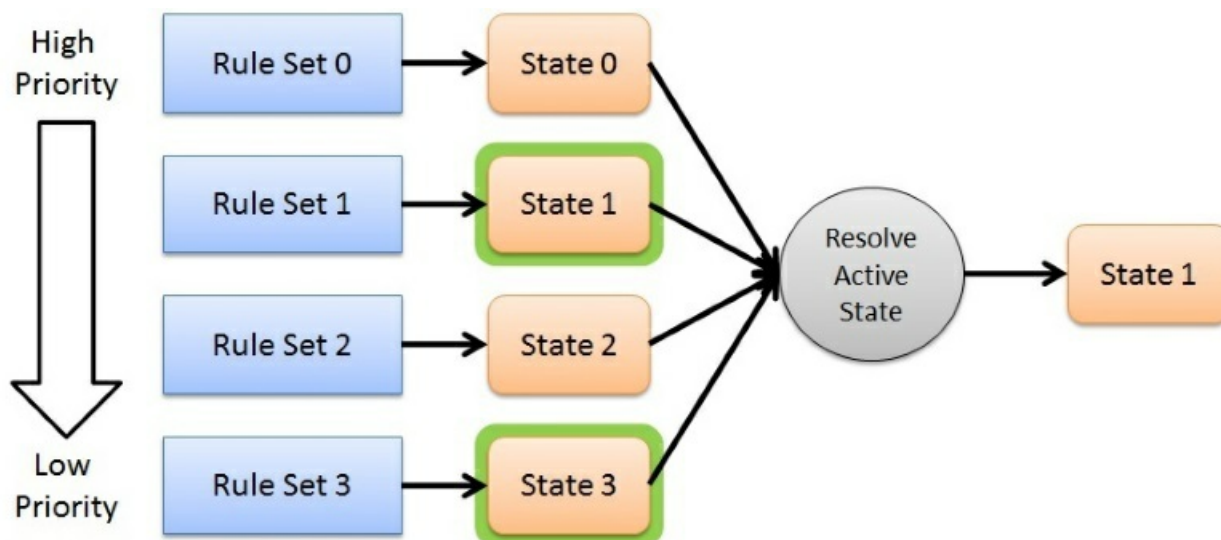 High
Priority
Rule Set 0
State 0
Rule Set 1
State 1
Resolve
Active
State
State 1
Rule Set 2
State 2
Low
Priority
Rule Set 3
State 3